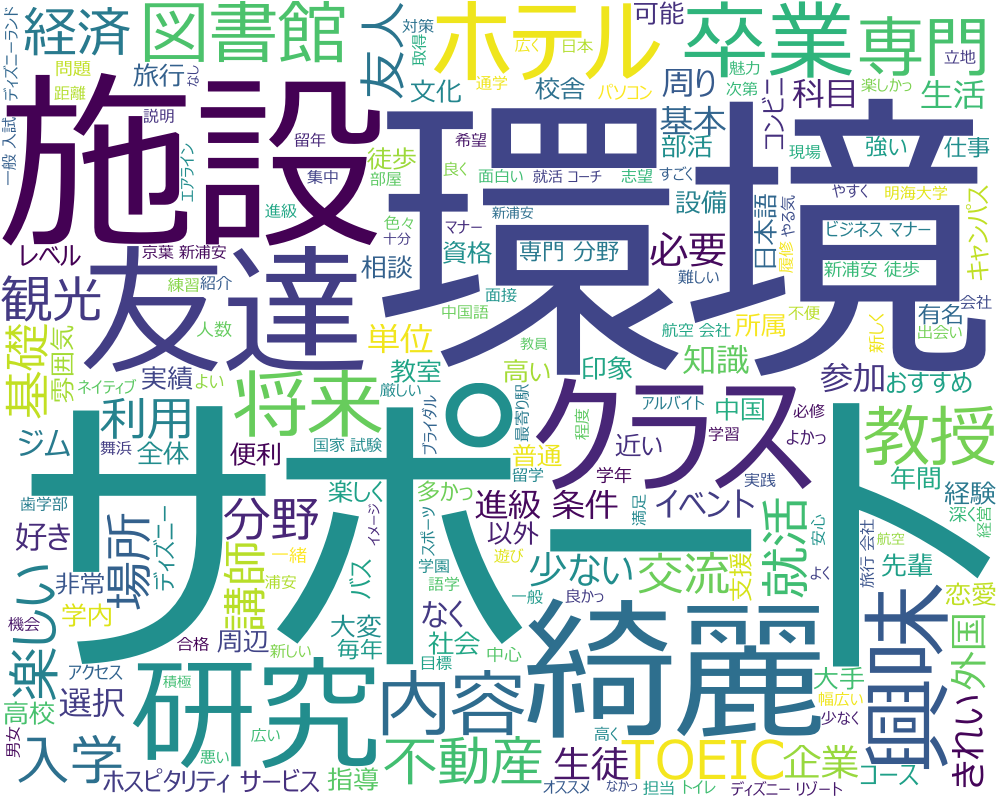 経済
図書館
友人
ホテル
可能
卒業
専門
ディズニーランド
一般 入試
問題
距離
旅行
なし
説明
対策
取得
文化
広く
日本
通学
校舎
パソコン
周り
コンビニ
魅力
次第
科目
楽しかっ
生活
立地
施設
環境
留年
エアライン
集中
徒歩
部屋
希望
良く
面白い
就活 コーチ
志望
すごく
基本
部活
現場
強い
仕事
やすく
明海大学
設備
進級
色々
十分
マナー
新浦安
資格
専門 分野
必要
日本語
やる気
履修
ビジネス マナー
キャンパス
レベル
京葉 新浦安
友達
練習
紹介
相談
難しい
新浦安 徒歩
観光
人数
面接
中国語
航空 会社
所属
不便
有名
会社
出会い
新しく
単位
教員
知識
基礎
雰囲気
ネイティブ
実績
よい
教室
厳しい
高い
印象
参加
おすすめ
将来
利用
ジム
舞浜
全体
便利
国家 試験
ブライダル
最寄り駅
クラス
アルバイト
中国
必修
程度
普通
近い
学習
よかっ
教授
サポート
歯学部
楽しく
多かっ
留学
学年
実践
年間
経験
深く
経営
好き
場所
分野
イメージ
スポーツ
進級 条件
イベント
満足
就活
安心
ディズニー
講師
一緒
バス
学園
遊び
以外
少ない
交流
支援
よく
旅行 会社
航空
先輩
非常
浦安
語学
一般
良かっ
楽しい
学内
なく
恋愛
機会
周辺
大変
毎年
社会
合格
新しい
目標
中心
綺麗
興味
外国
アクセス
研究
内容
大手
高校
選択
積極
幅広い
少なく
きれい
男女
入学
悪い
広い
不動産
高く
生徒
TOEIC
企業
コース
ホスピタリティ サービス
指導
オススメ
なかっ
担当
トイレ
ディズニー リゾート